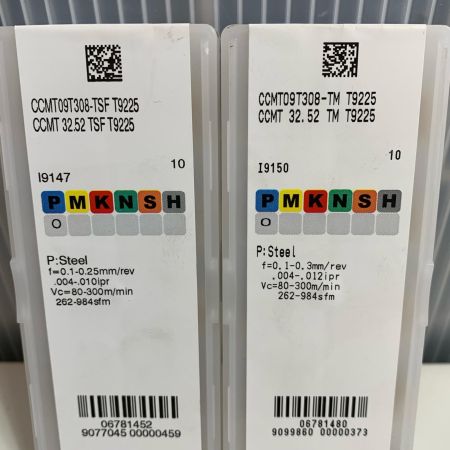 CCMT09T308-TSF T9225
CCMT 32.52 TSF T9225
10
I9147
P M K N S H
O
P:Steel
f=0.1-0.25mm/rev
.004-.010ipr
Vc=80-300m/min
262-984sfm
06781452
9077045 00000459
CCMT09T308-TM T9225
CCMT 32.52 TM T9225
10
I9150
P M K N S H
O
P:Steel
f=0.1-0.3mm/rev
.004-.012ipr
Vc=80-300m/min
262-984sfm
06781480
9099860 00000373